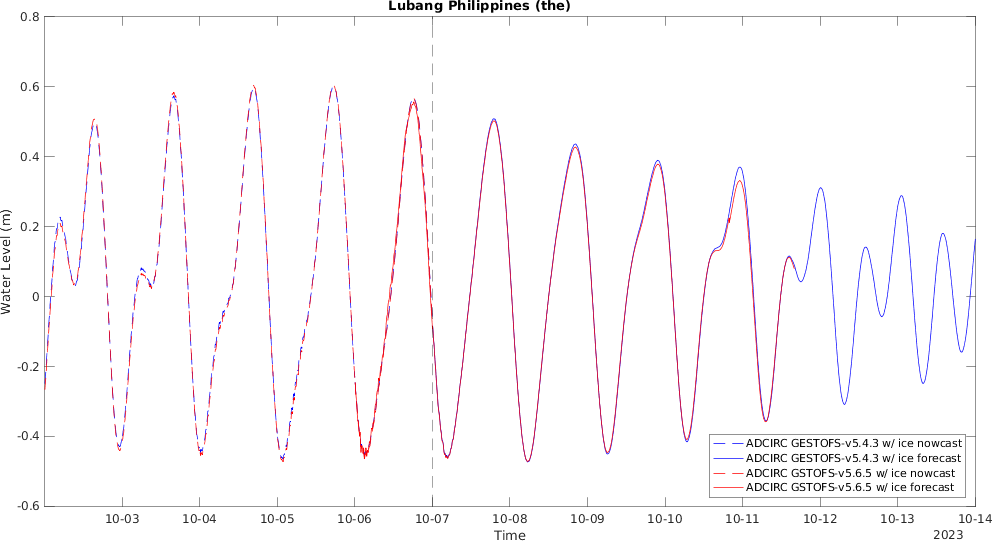 Lubang Philippines (the)
0.8
0.6
0.4
0.2
0
-0.2
-0.4
-0.6
Water Level (m)
ADCIRC GESTOFS-v5.4.3 w/ ice nowcast
ADCIRC GESTOFS-v5.4.3 w/ ice forecast
ADCIRC GSTOFS-v5.6.5 w/ ice nowcast
ADCIRC GSTOFS-v5.6.5 w/ ice forecast
10-03 10-04 10-05 10-06 10-07 10-08 10-09 10-10 10-11 10-12 10-13 10-14
Time
2023